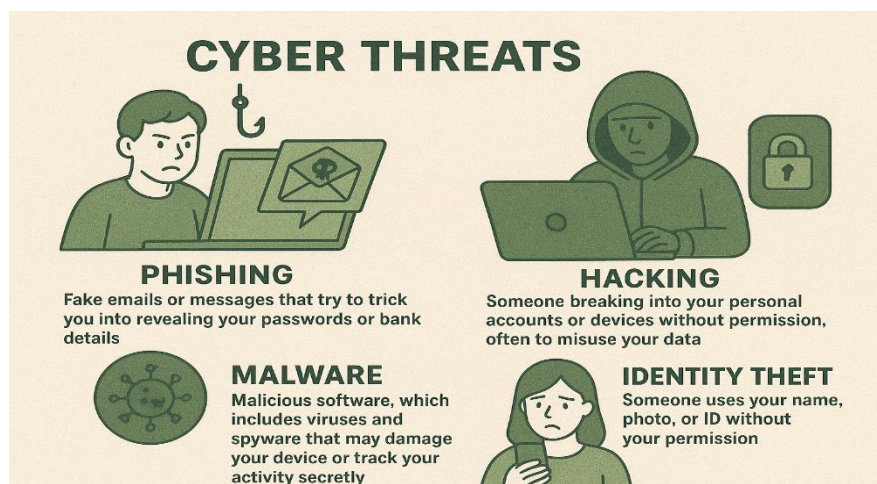 CYBER THREATS
PHISHING
Fake emails or messages that try to trick
you into revealing your passwords or bank
details
HACKING
Someone breaking into your personal
accounts or devices without permission,
often to misuse your data
MALWARE
Malicious software, which
includes viruses and
spyware that may damage
your device or track your
activity secretly
IDENTITY THEFT
Someone uses your name,
photo, or ID without
your permission